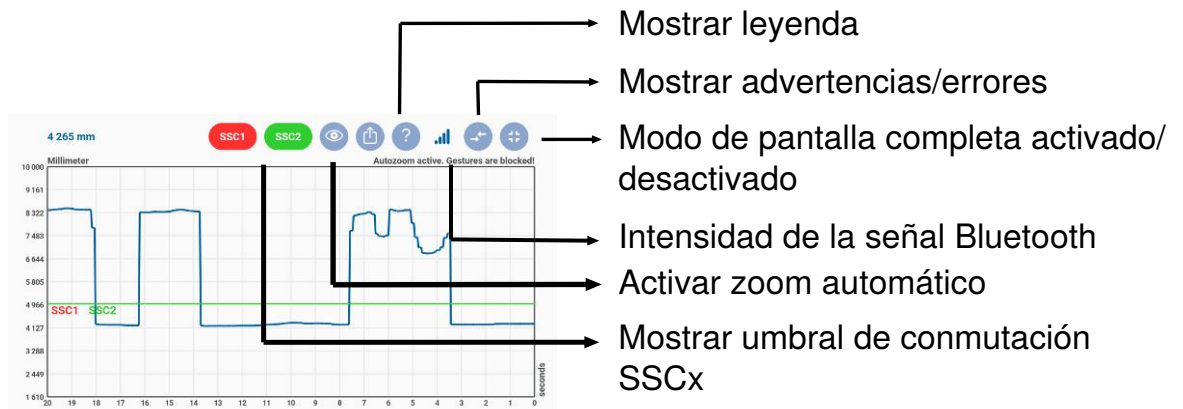 Mostrar leyenda
Mostrar advertencias/errores
4 265 mm
SSC1
SSC2
?
Modo de pantalla completa activado/
desactivado
Millimeter
Autozoom active. Gestures are blocked!
10 000
9 161
8 322
7 483
6 644
5 805
4 966
4 127
3 288
2 449
1 610
SSC1 SSC2
Intensidad de la señal Bluetooth
Activar zoom automático
Mostrar umbral de conmutación
SSCx
seconds
20 19 18 17 16 15 14 13 12 11 10 9 8 7 6 5 4 3 2 1 0